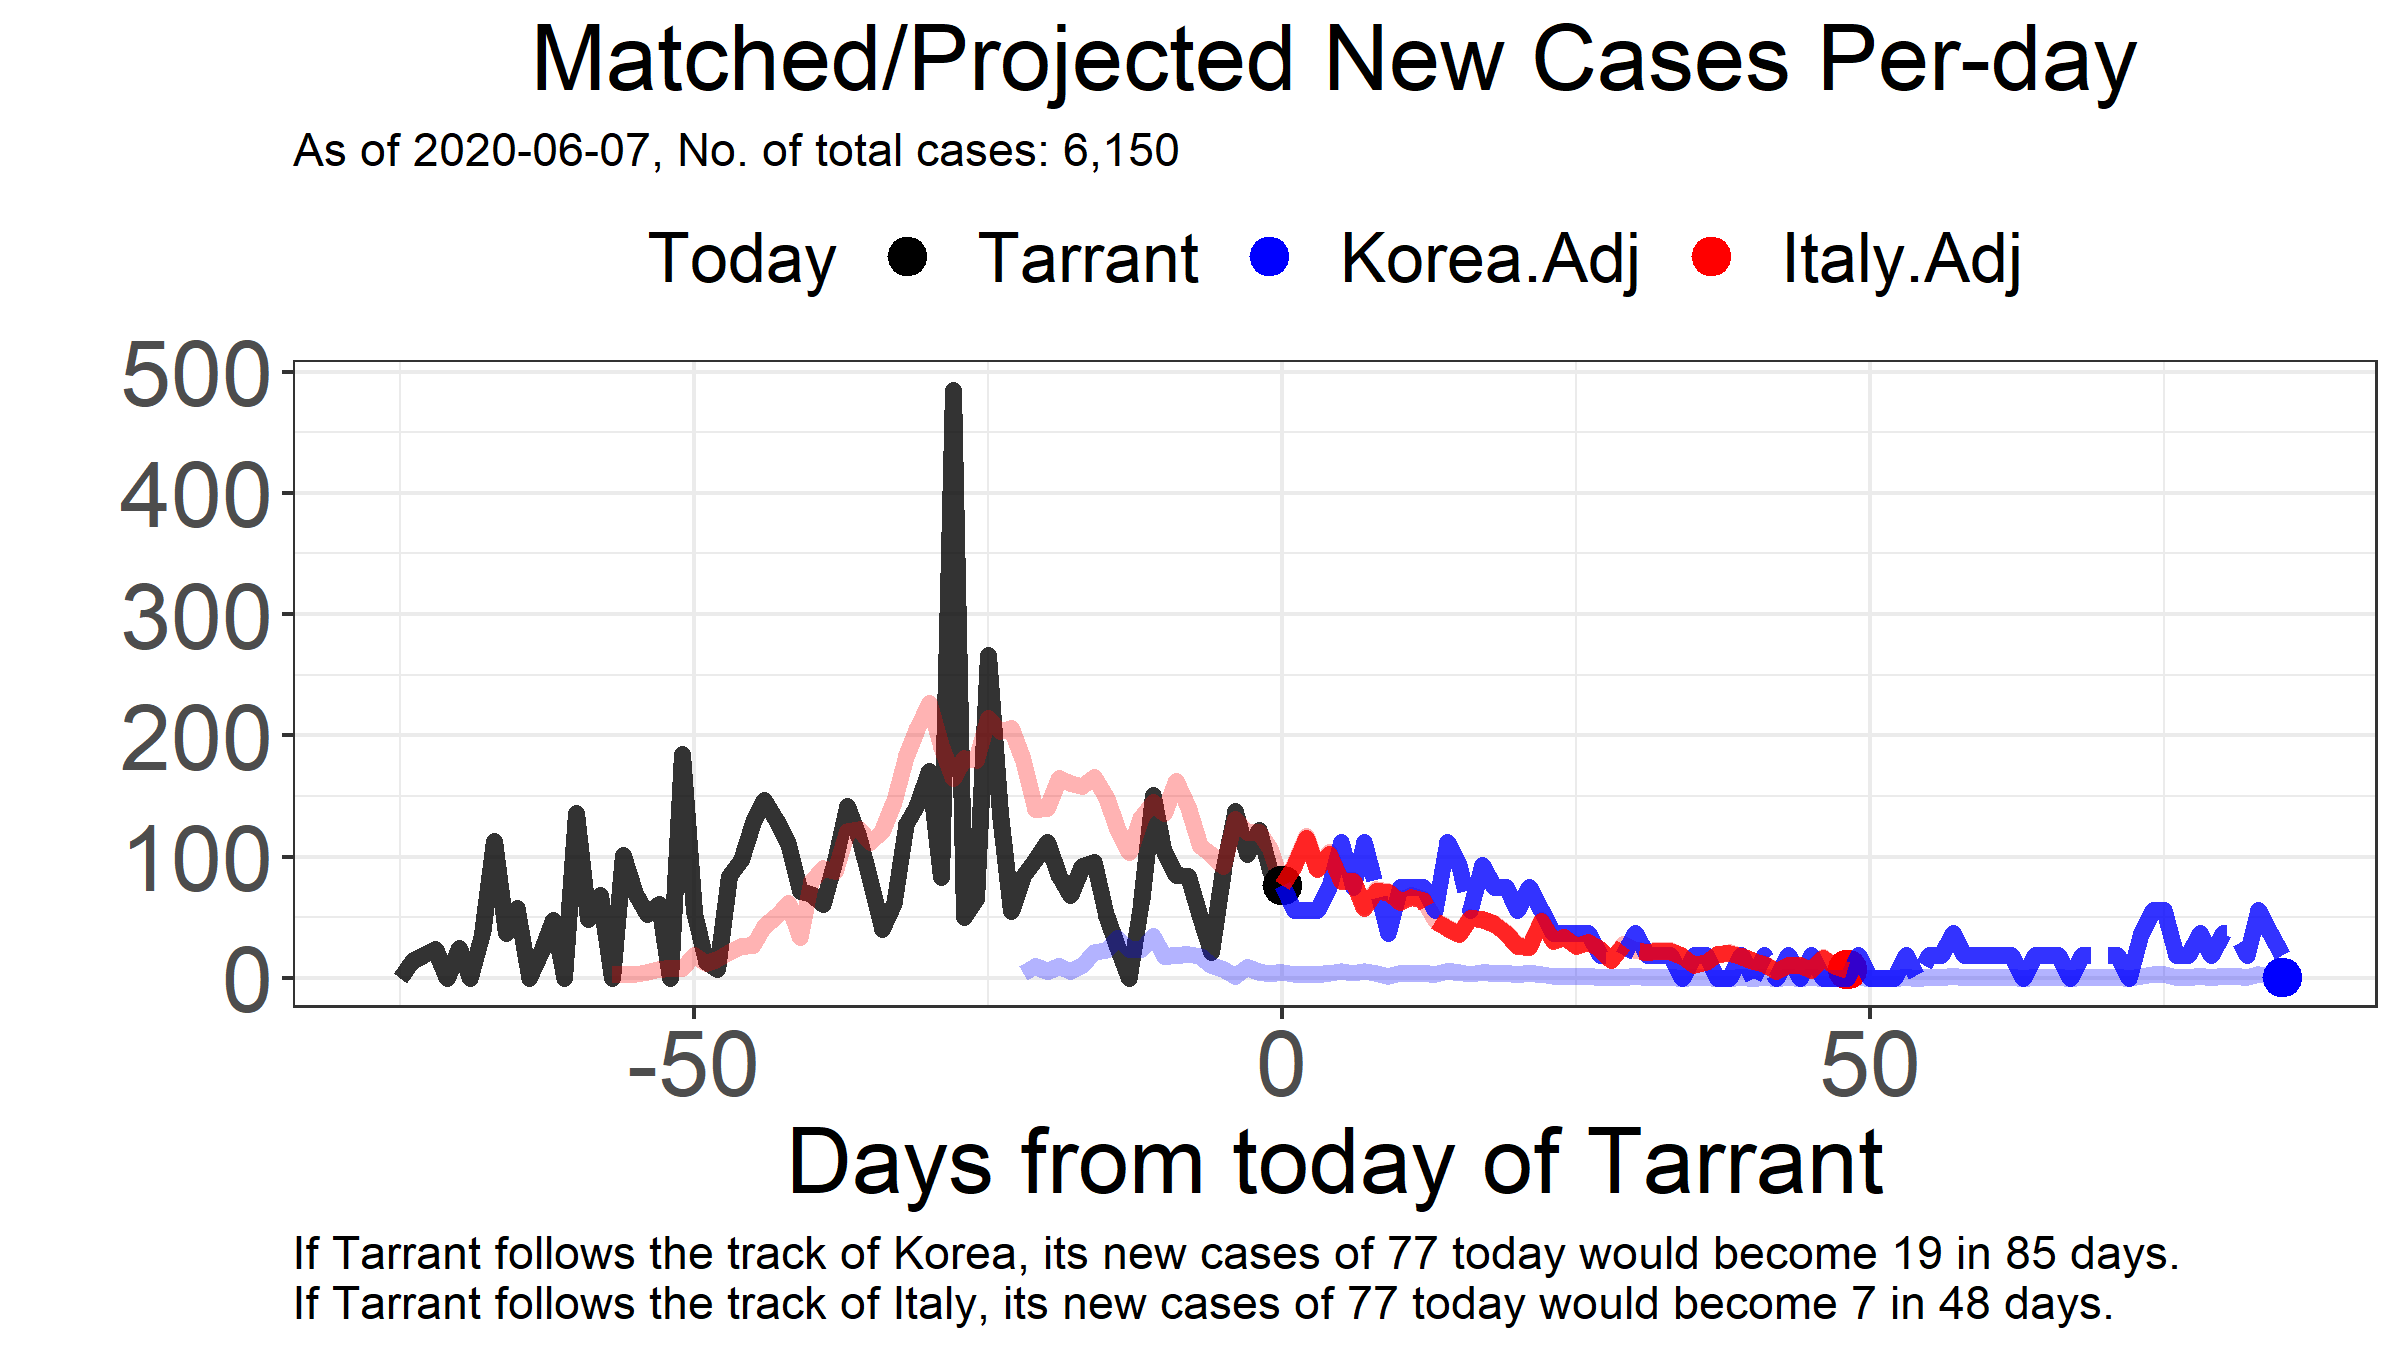 Matched/Projected New Cases Per-day
As of 2020-06-07, No. of total cases: 6,150
Today Tarrant Korea.Adj Italy.Adj
500
400
300
200
100
0
-50 0 50
Days from today of Tarrant
If Tarrant follows the track of Korea, its new cases of 77 today would become 19 in 85 days.
If Tarrant follows the track of Italy, its new cases of 77 today would become 7 in 48 days.